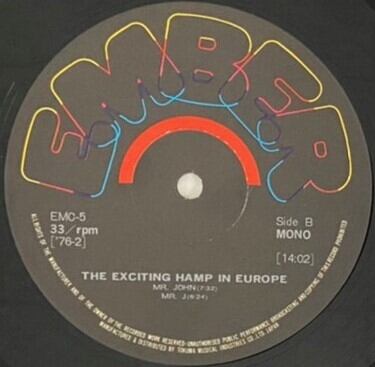 EMBER
EMC-5
33/rpm
['76-2]
Side B
MONO
[14:02]
THE EXCITING HAMP IN EUROPE
MR. JOHN(7:32)
MR. J(6:24)
ALL RIGHTS OF THE MANUFACTURER AND OF THE OWNER OF THE RECORDED WORK RESERVED-UNAUTHORISED PUBLIC PERFORMANCE BROADCASTING AND COPYING OF THIS RECORD PROHIBITED
MANUFACTURED & DISTRIBUTED BY TOKUMA MUSICAL INDUSTRIES CO.,LTD JAPAN